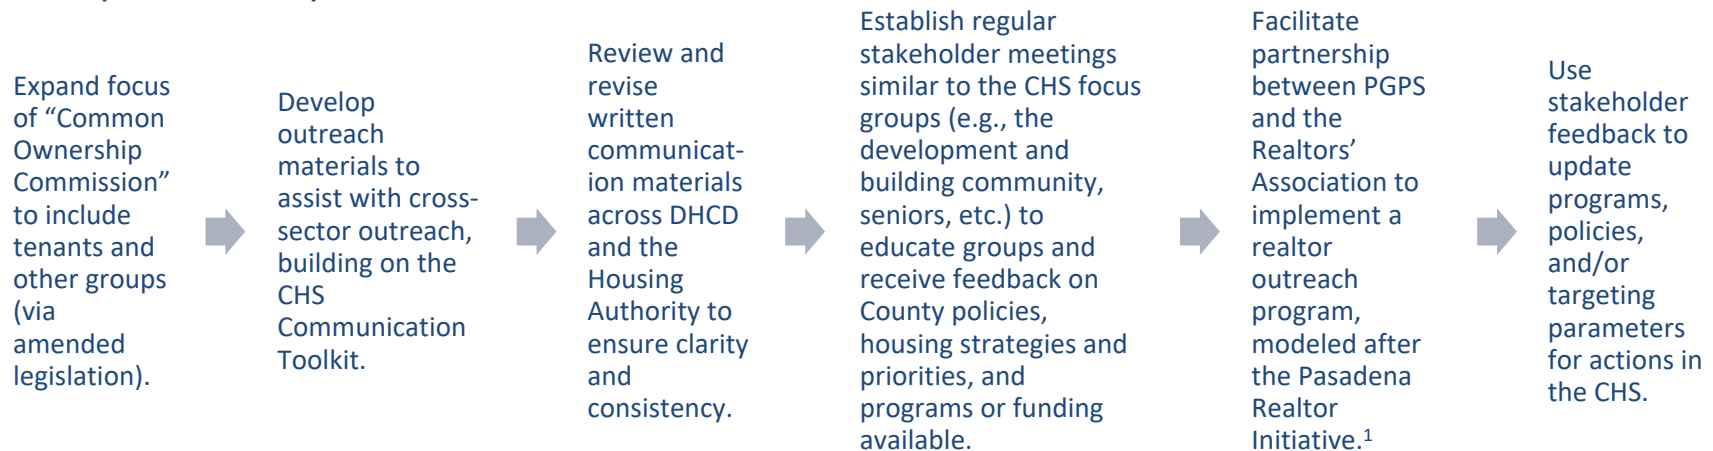 Expand focus
of “Common
Ownership
Commission”
to include
tenants and
other groups
(via
amended
legislation).
Develop
outreach
materials to
assist with cross-
sector outreach,
building on the
CHS
Communication
Toolkit.
Review and
revise
written
communicat-
ion materials
across DHCD
and the
Housing
Authority to
ensure clarity
and
consistency.
Establish regular
stakeholder meetings
similar to the CHS focus
groups (e.g., the
development and
building community,
seniors, etc.) to
educate groups and
receive feedback on
County policies,
housing strategies and
priorities, and
programs or funding
available.
Facilitate
partnership
between PGPS
and the
Realtors’
Association to
implement a
realtor
outreach
program,
modeled after
the Pasadena
Realtor
Initiative.1
Use
stakeholder
feedback to
update
programs,
policies,
and/or
targeting
parameters
for actions in
the CHS.